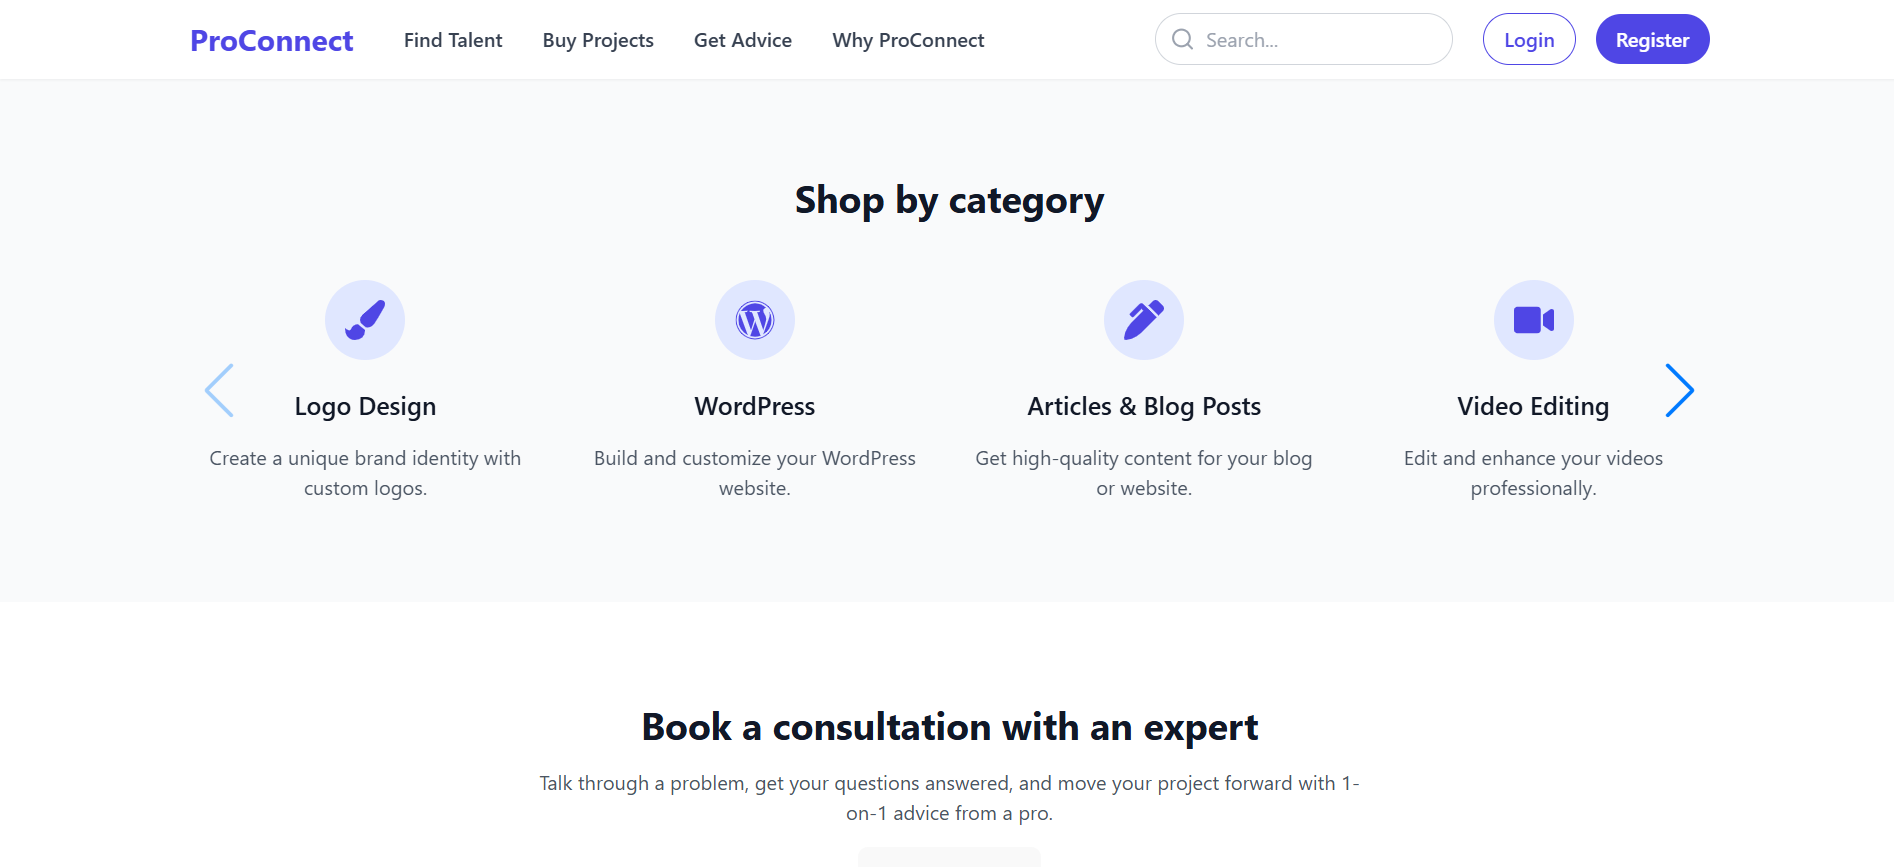 ProConnect
Find Talent
Buy Projects
Get Advice
Why ProConnect
Search...
Login
Register
Shop by category
Logo Design
Create a unique brand identity with
custom logos.
WordPress
Build and customize your WordPress
website.
Articles & Blog Posts
Get high-quality content for your blog
or website.
Video Editing
Edit and enhance your videos
professionally.
Book a consultation with an expert
Talk through a problem, get your questions answered, and move your project forward with 1-
on-1 advice from a pro.